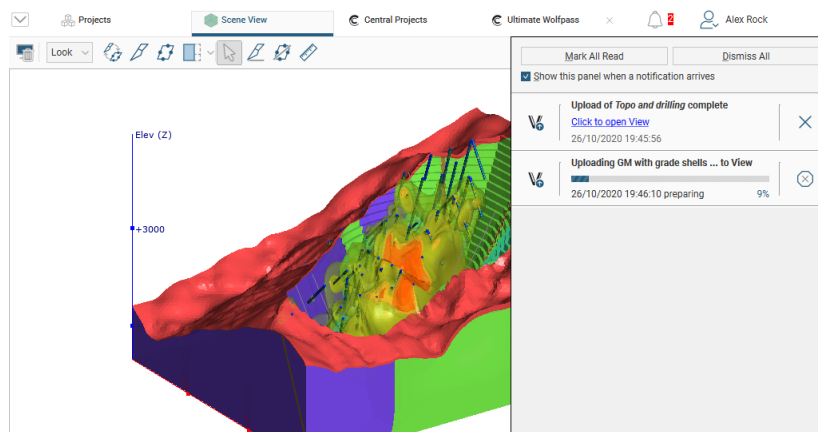 Projects
Scene View
Central Projects
Ultimate Wolfpass
2
Alex Rock
Look
Mark All Read
Dismiss All
Show this panel when a notification arrives
Upload of Topo and drilling complete
Click to open View
26/10/2020 19:45:56
Uploading GM with grade shells ... to View
26/10/2020 19:46:10 preparing 9%
Elev (Z)
+3000